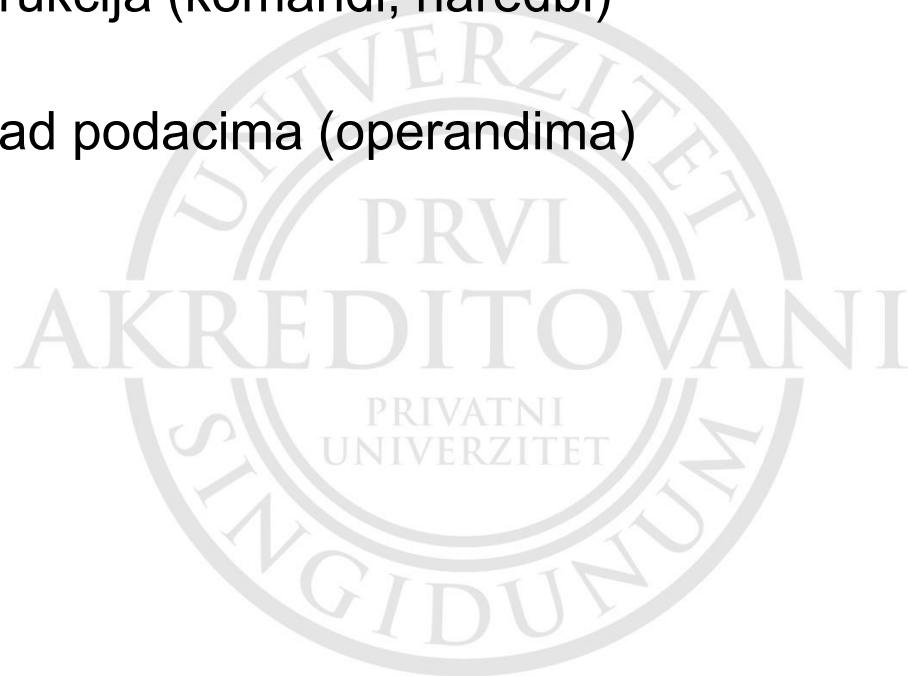 rukcija (komandi, naredbi)
ad podacima (operandima)
UNIVERZITET
PRVI
AKREDITOVANI
PRIVATNI
UNIVERZITET
SINGIDUNUM